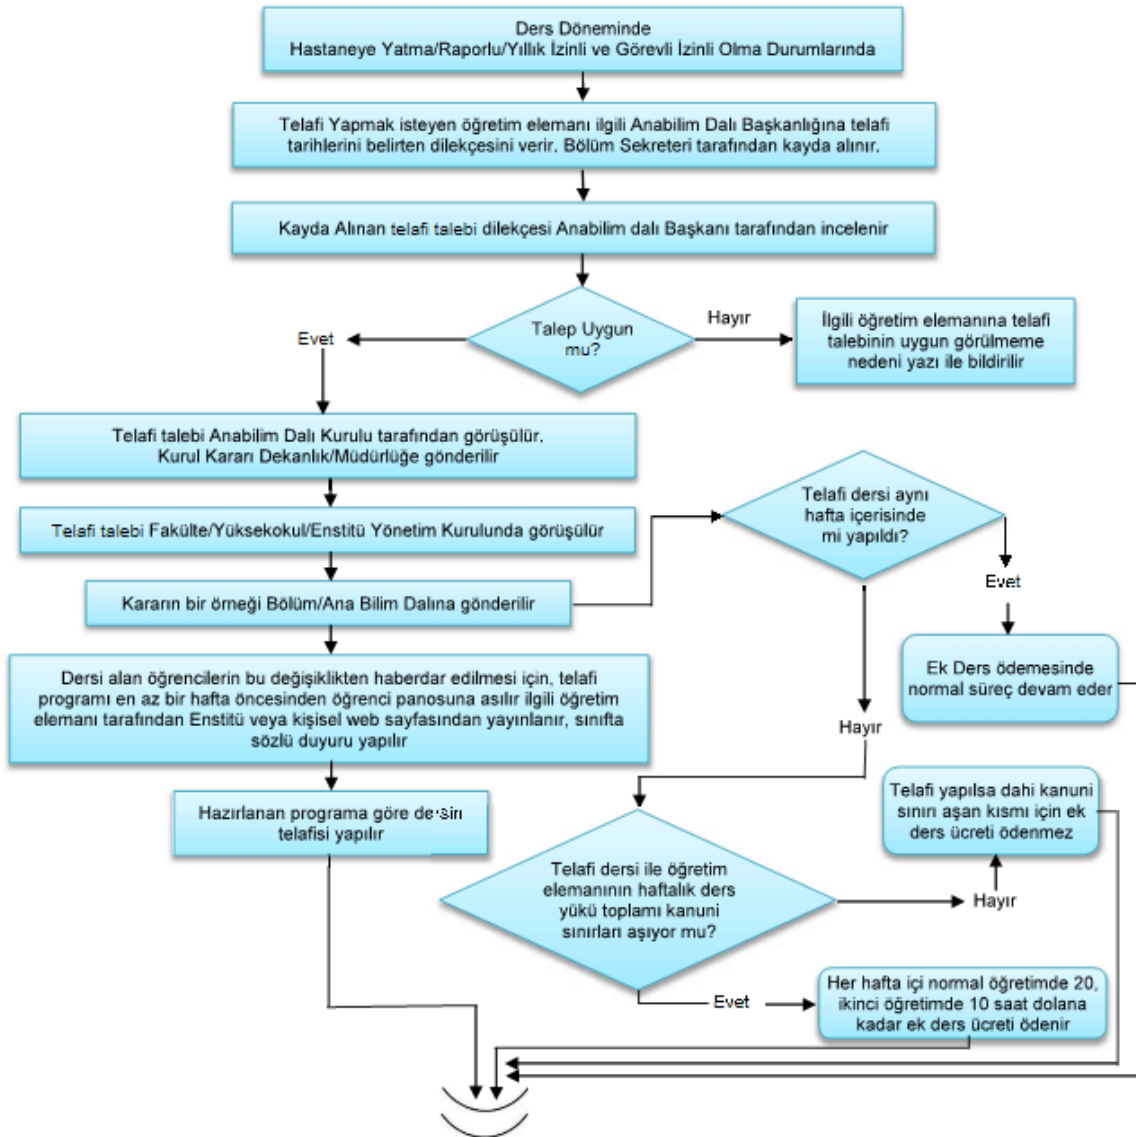 Ders Döneminde
Hastaneye Yatma/Raporlu/Yıllık İzinli ve Görevli İzinli Olma Durumlarında
Telafi Yapmak isteyen öğretim elemanı ilgili Anabilim Dalı Başkanlığına telafi
tarihlerini belirten dilekçesini verir. Bölüm Sekreteri tarafından kayda alınır.
Kayda Alınan telafi talebi dilekçesi Anabilim dalı Başkanı tarafından incelenir
Talep Uygun
mu?
Hayır
İlgili öğretim elemanına telafi
talebinin uygun görülmeme
nedeni yazı ile bildirilir
Evet
Telafi talebi Anabilim Dalı Kurulu tarafından görüşülür.
Kurul Kararı Dekanlık/Müdürlüğe gönderilir
Telafi talebi Fakülte/Yüksekokul/Enstitü Yönetim Kurulunda görüşülür
Kararın bir örneği Bölüm/Ana Bilim Dalına gönderilir
Dersi alan öğrencilerin bu değişiklikten haberdar edilmesi için, telafi
programı en az bir hafta öncesinden öğrenci panosuna asılır ilgili öğretim
elemanı tarafından Enstitü veya kişisel web sayfasından yayınlanır, sınıfta
sözlü duyuru yapılır
Hazırlanan programa göre dersin
telafisi yapılır
Telafi dersi aynı
hafta içerisinde
mi yapıldı?
Evet
Ek Ders ödemesinde
normal süreç devam eder
Hayır
Telafi dersi ile öğretim
elemanının haftalık ders
yükü toplamı kanuni
sınırları aşıyor mu?
Hayır
Telafi yapılsa dahi kanuni
sınırı aşan kısmı için ek
ders ücreti ödenmez
Evet
Her hafta içi normal öğretimde 20,
ikinci öğretimde 10 saat dolana
kadar ek ders ücreti ödenir